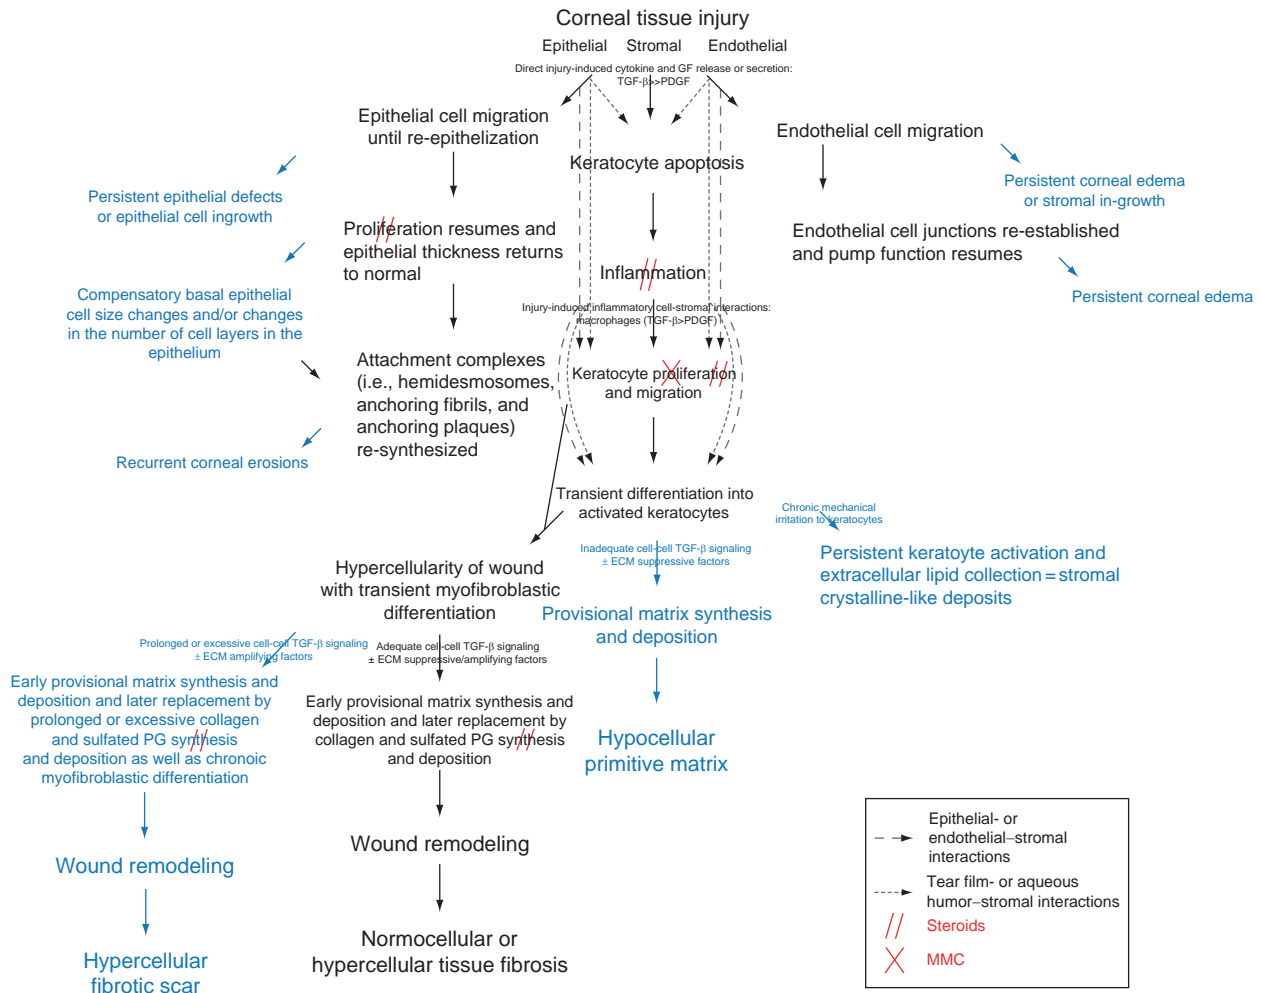 Corneal tissue injury
Epithelial Stromal Endothelial
Direct injury-induced cytokine and GF release or secretion:
TGF-β>>PDGF
Epithelial cell migration
until re-epithelization
Keratocyte apoptosis
Endothelial cell migration
Persistent epithelial defects
or epithelial cell ingrowth
Persistent corneal edema
or stromal in-growth
Proliferation resumes and
epithelial thickness returns
to normal
Inflammation
Endothelial cell junctions re-established
and pump function resumes
Compensatory basal epithelial
cell size changes and/or changes
in the number of cell layers in the
epithelium
Injury-induced inflammatory cell-stromal interactions:
macrophages (TGF-β>PDGF)
Persistent corneal edema
Attachment complexes
(i.e., hemidesmosomes,
anchoring fibrils, and
anchoring plaques)
re-synthesized
Keratocyte proliferation
and migration
Recurrent corneal erosions
Transient differentiation into
activated keratocytes
Chronic mechanical
irritation to keratocytes
Inadequate cell-cell TGF-β signaling
± ECM suppressive factors
Persistent keratoyte activation and
extracellular lipid collection = stromal
crystalline-like deposits
Hypercellularity of wound
with transient myofibroblastic
differentiation
Provisional matrix synthesis
and deposition
Prolonged or excessive cell-cell TGF-β signaling
± ECM amplifying factors
Adequate cell-cell TGF-β signaling
± ECM suppressive/amplifying factors
Early provisional matrix synthesis and
deposition and later replacement by
prolonged or excessive collagen
and sulfated PG synthesis
and deposition as well as chronoic
myofibroblastic differentiation
Early provisional matrix synthesis and
deposition and later replacement by
collagen and sulfated PG synthesis
and deposition
Hypocellular
primitive matrix
Wound remodeling
Wound remodeling
Hypercellular
fibrotic scar
Normocellular or
hypercellular tissue fibrosis
Epithelial- or
endothelial–stromal
interactions
Tear film- or aqueous
humor–stromal interactions
Steroids
MMC